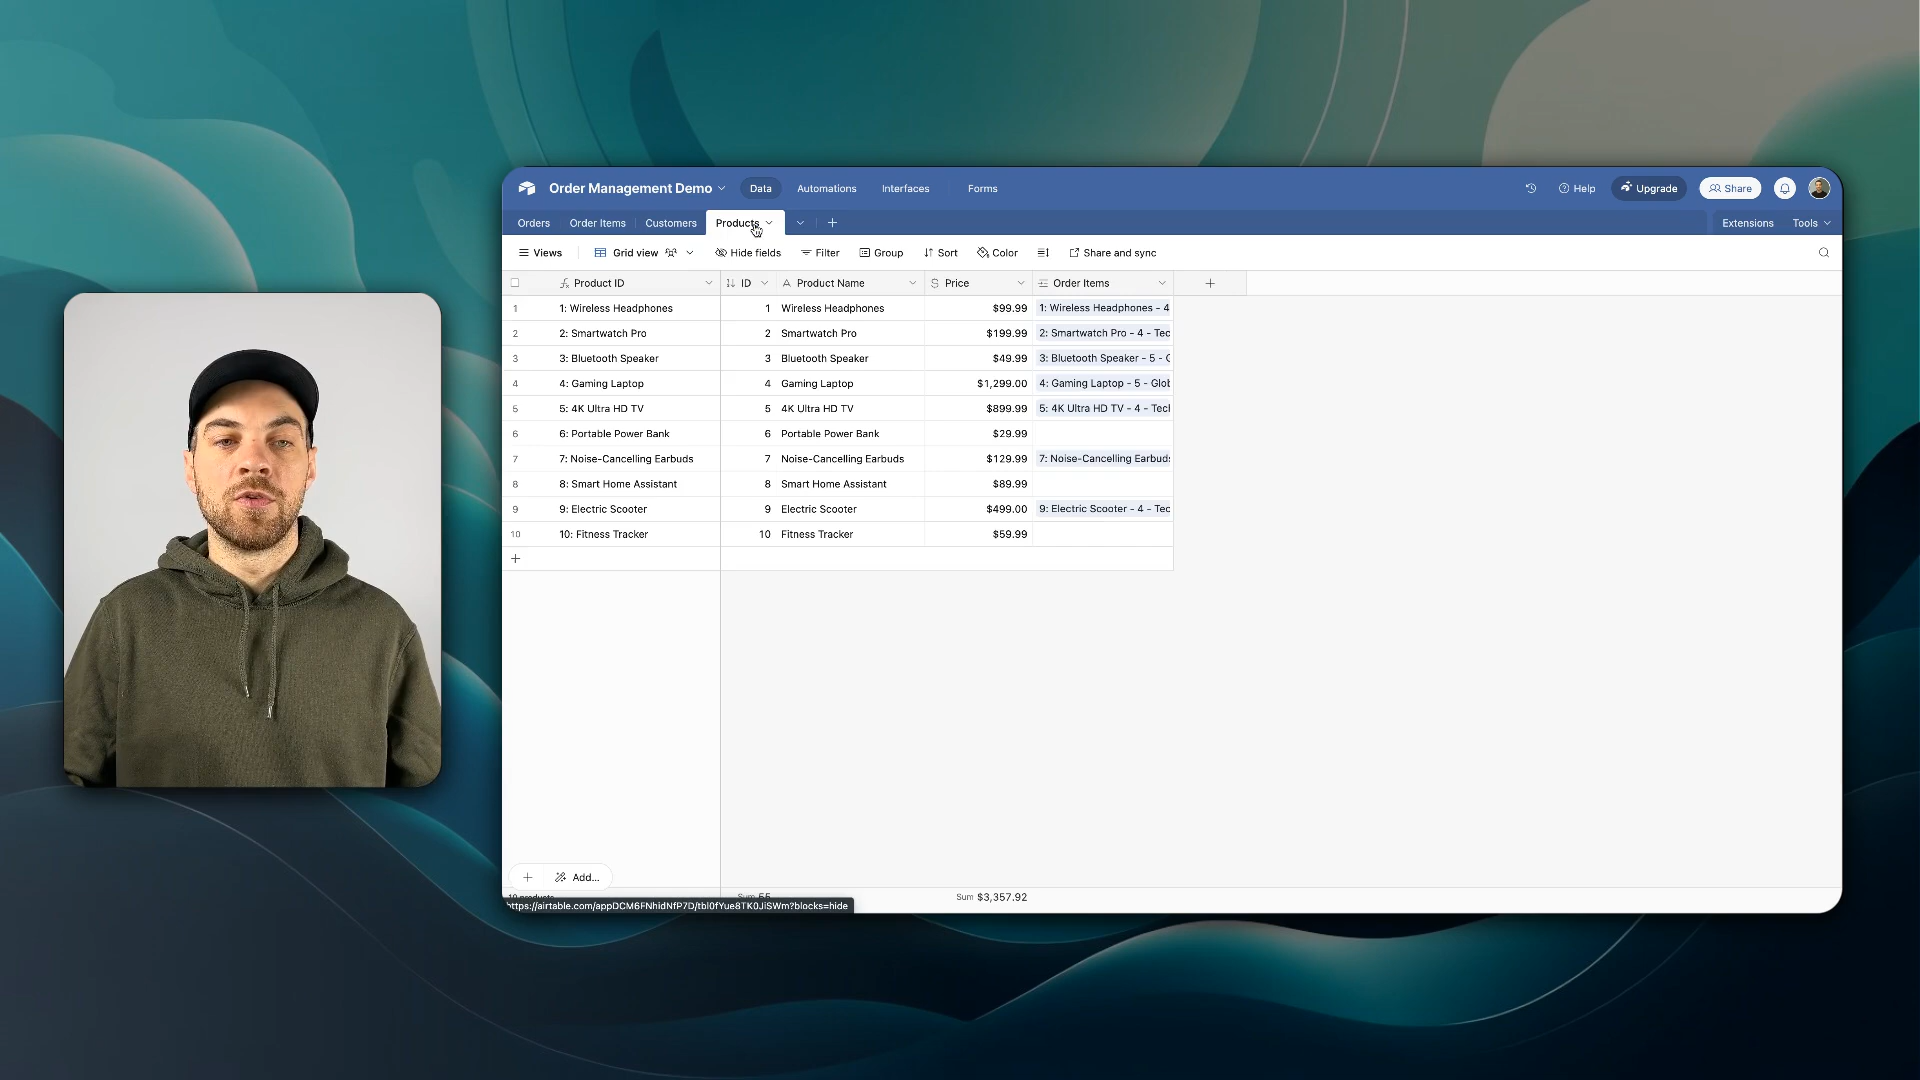 Order Management Demo Data Automations Interfaces Forms Help Upgrade Share
Orders Order Items Customers Products Extensions Tools
Views Grid view Hide fields Filter Group Sort Color Share and sync
Product ID ID Product Name Price Order Items
1 1: Wireless Headphones 1 Wireless Headphones $99.99 1: Wireless Headphones - 4
2 2: Smartwatch Pro 2 Smartwatch Pro $199.99 2: Smartwatch Pro - 4 - Tec
3 3: Bluetooth Speaker 3 Bluetooth Speaker $49.99 3: Bluetooth Speaker - 5 - G
4 4: Gaming Laptop 4 Gaming Laptop $1,299.00 4: Gaming Laptop - 5 - Glob
5 5: 4K Ultra HD TV 5 4K Ultra HD TV $899.99 5: 4K Ultra HD TV - 4 - Tech
6 6: Portable Power Bank 6 Portable Power Bank $29.99
7 7: Noise-Cancelling Earbuds 7 Noise-Cancelling Earbuds $129.99 7: Noise-Cancelling Earbuds
8 8: Smart Home Assistant 8 Smart Home Assistant $89.99
9 9: Electric Scooter 9 Electric Scooter $499.00 9: Electric Scooter - 4 - Tec
10 10: Fitness Tracker 10 Fitness Tracker $59.99
Add...
10 products Sum 55 Sum $3,357.92
https://airtable.com/appDCM6FNhidNfP7D/tbl0fYue8TK0JiSWm?blocks=hide